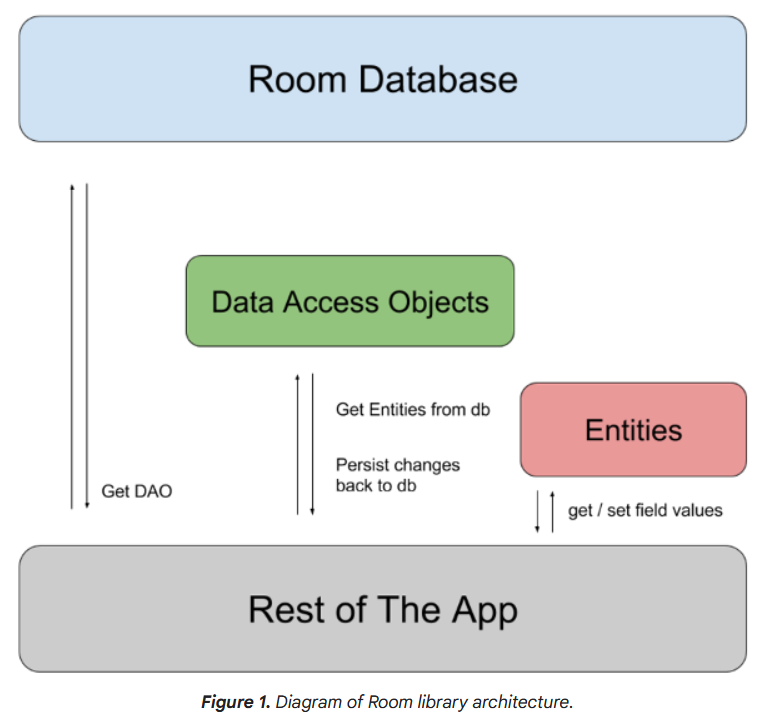 Room Database
Data Access Objects
Get Entities from db
Entities
Persist changes
back to db
Get DAO
get / set field values
Rest of The App
Figure 1. Diagram of Room library architecture.